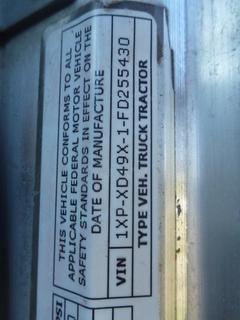 THIS VEHICLE CONFORMS TO ALL
APPLICABLE FEDERAL MOTOR VEHICLE
SAFETY STANDARDS IN EFFECT ON THE
DATE OF MANUFACTURE
VIN 1XP-XD49X-1-FD255430
TYPE VEH. TRUCK TRACTOR
PSI